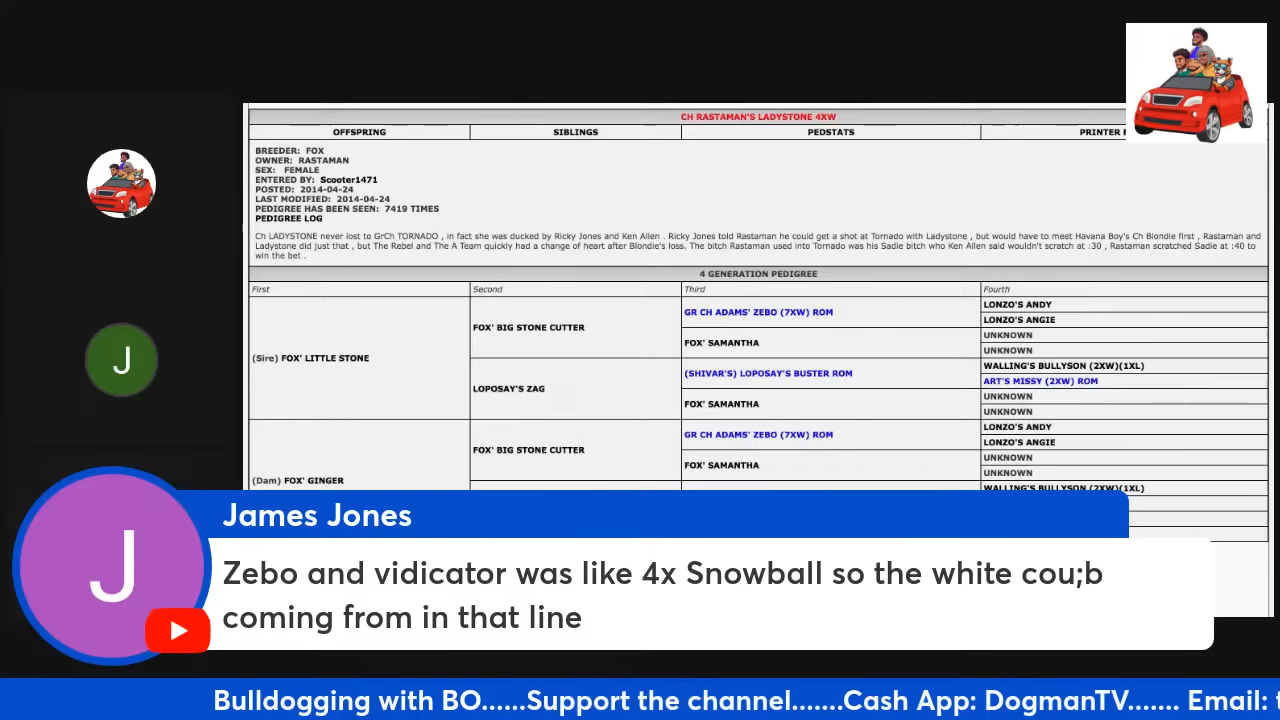 CH RASTAMAN'S LADYSTONE 4XW
OFFSPRING SIBLINGS PEDSTATS PRINTER
BREEDER: FOX
OWNER: RASTAMAN
SEX: FEMALE
ENTERED BY: Scooter1471
POSTED: 2014-04-24
LAST MODIFIED: 2014-04-24
PEDIGREE HAS BEEN SEEN: 7419 TIMES
PEDIGREE LOG
Ch LADYSTONE never lost to GrCh TORNADO , in fact she was ducked by Ricky Jones and Ken Allen . Ricky Jones told Rastaman he could get a shot at Tornado with Ladystone , but would have to meet Havana Boy's Ch Blondie first , Rastaman and
Ladystone did just that , but The Rebel and The A Team quickly had a change of heart after Blondie's loss. The bitch Rastaman used into Tornado was his Sadie bitch who Ken Allen said wouldn't scratch at :30 , Rastaman scratched Sadie at :40 to
win the bet .
4 GENERATION PEDIGREE
First Second Third Fourth
LONZO'S ANDY
GR CH ADAMS' ZEBO (7XW) ROM
LONZO'S ANGIE
FOX' BIG STONE CUTTER
UNKNOWN
FOX' SAMANTHA
UNKNOWN
(Sire) FOX' LITTLE STONE
WALLING'S BULLYSON (2XW)(1XL)
(SHIVAR'S) LOPOSAY'S BUSTER ROM
ART'S MISSY (2XW) ROM
LOPOSAY'S ZAG
UNKNOWN
FOX' SAMANTHA
UNKNOWN
LONZO'S ANDY
GR CH ADAMS' ZEBO (7XW) ROM
LONZO'S ANGIE
FOX' BIG STONE CUTTER
UNKNOWN
FOX' SAMANTHA
UNKNOWN
(Dam) FOX' GINGER
WALLING'S BULLYSON (2XW)(1XL)
J
J
James Jones
Zebo and vidicator was like 4x Snowball so the white cou;b
coming from in that line
Bulldogging with BO......Support the channel.......Cash App: DogmanTV....... Email: